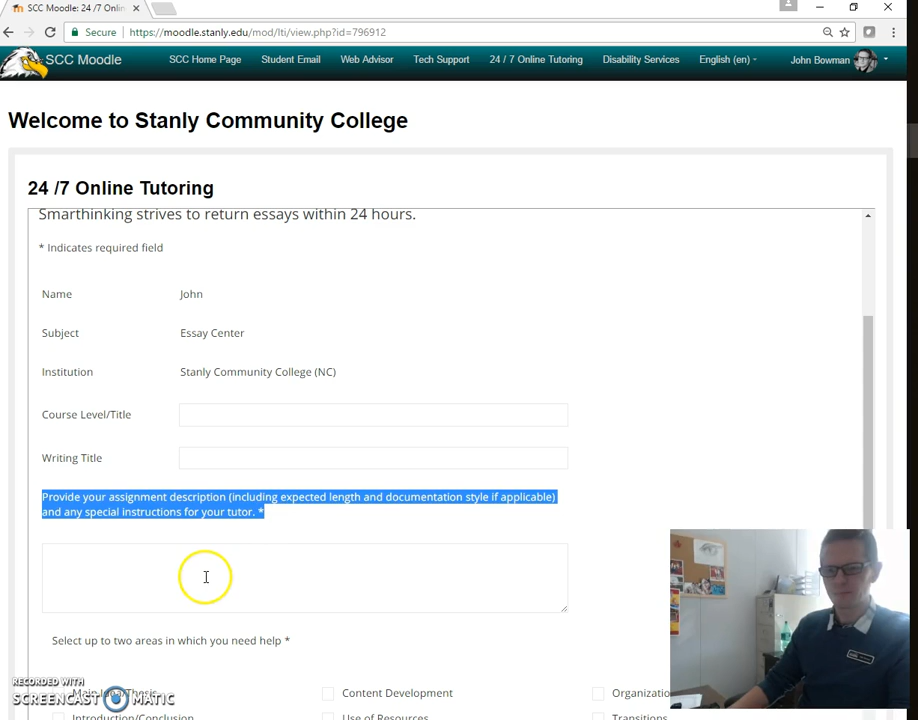 SCC Moodle: 24 /7 Onlin
Secure
https://moodle.stanly.edu/mod/lti/view.php?id=796912
SCC Moodle
SCC Home Page
Student Email
Web Advisor
Tech Support
24 / 7 Online Tutoring
Disability Services
English (en)
John Bowman
Welcome to Stanly Community College
24 /7 Online Tutoring
Smarthinking strives to return essays within 24 hours.
* Indicates required field
Name John
Subject Essay Center
Institution Stanly Community College (NC)
Course Level/Title
Writing Title
Provide your assignment description (including expected length and documentation style if applicable)
and any special instructions for your tutor. *
Select up to two areas in which you need help *
RECORDED WITH
SCREENCAST MATIC
Main Idea/Thesis
Content Development
Organizatio
Introduction/Conclusion
Use of Resources
Transitions